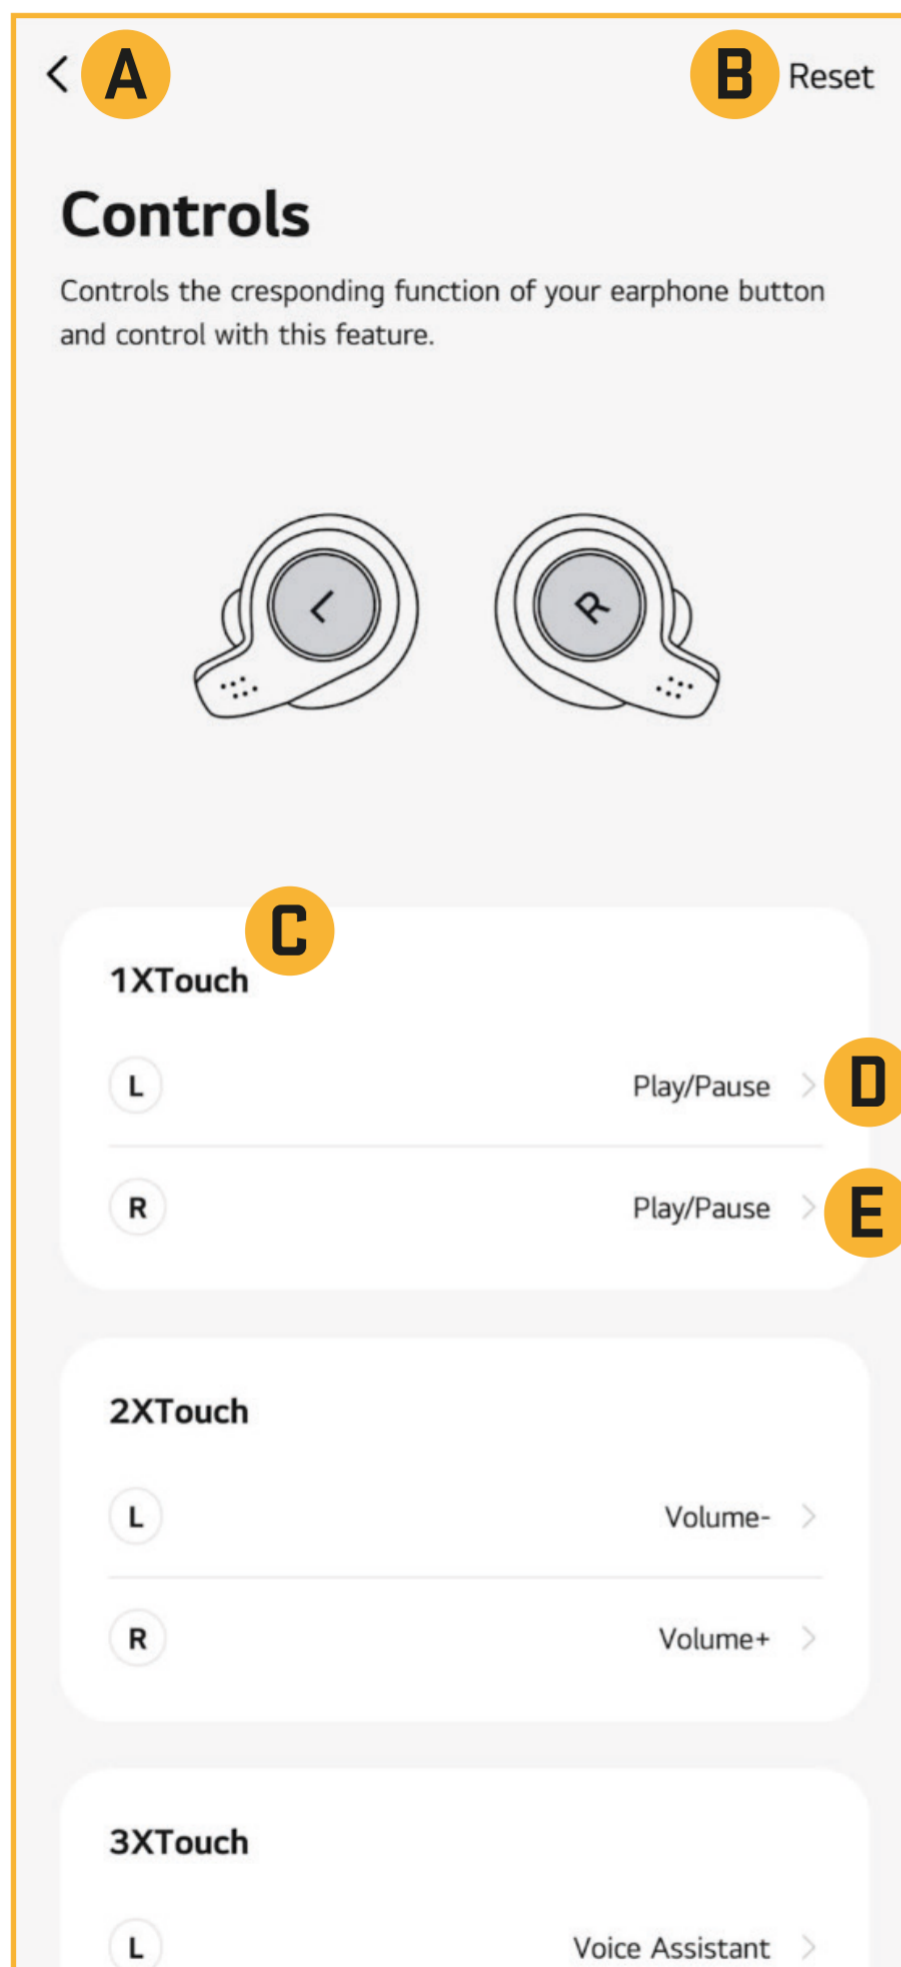 A
B Reset
Controls
Controls the cresponding function of your earphone button
and control with this feature.
L R
C
1XTouch
L Play/Pause D
R Play/Pause E
2XTouch
L Volume-
R Volume+
3XTouch
L Voice Assistant